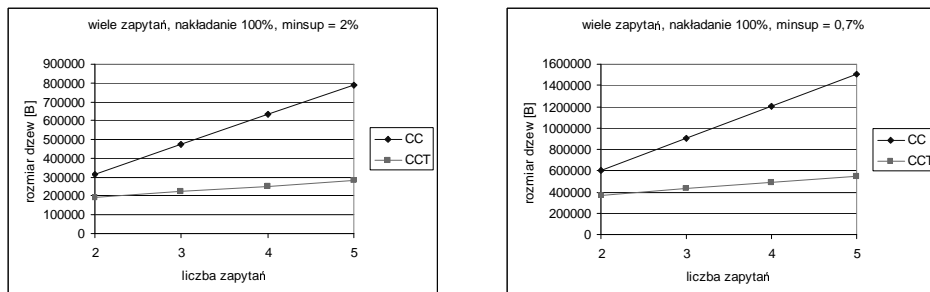 wiele zapytań, nakładanie 100%, minsup = 2%
900000
800000
700000
600000
500000
400000
300000
200000
100000
0
rozmiar drzew [B]
2 3 4 5
liczba zapytań
CC
CCT
wiele zapytań, nakładanie 100%, minsup = 0,7%
1600000
1400000
1200000
1000000
800000
600000
400000
200000
0
rozmiar drzew [B]
2 3 4 5
liczba zapytań
CC
CCT